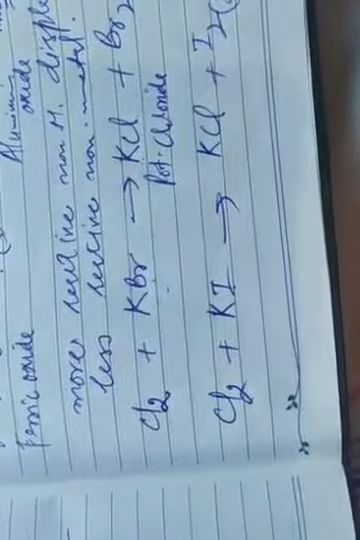 Ferric oxide Aluminium oxide
more reactive non M. displ
less reactive non-metal.
Cl2 + KBr → KCl + Br2
Pot. Chloride
Cl2 + KI → KCl + I2